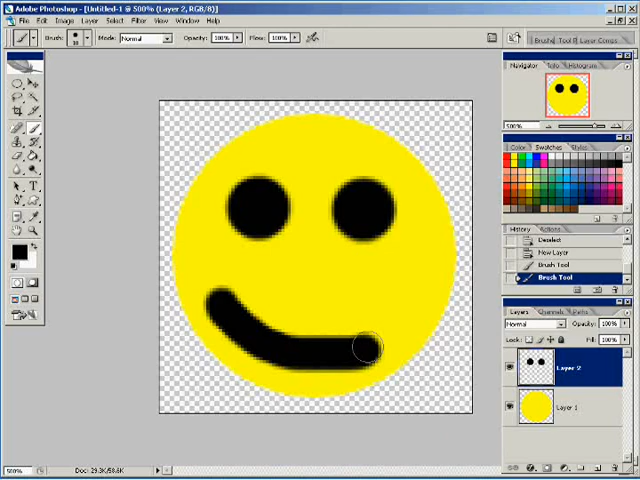 Adobe Photoshop - [Untitled-1 @ 500% (Layer 2, RGB/8)]
File Edit Image Layer Select Filter View Window Help
Brush: Mode: Normal Opacity: 100% Flow: 100%
Brushes Tool P Layer Comps
Navigator Info Histogram
500%
Color Swatches Styles
History Actions
Deselect
New Layer
Brush Tool
Brush Tool
Layers Channels Paths
Normal Opacity: 100%
Lock: Fill: 100%
Layer 2
Layer 1
500% Doc: 29.3K/58.6K